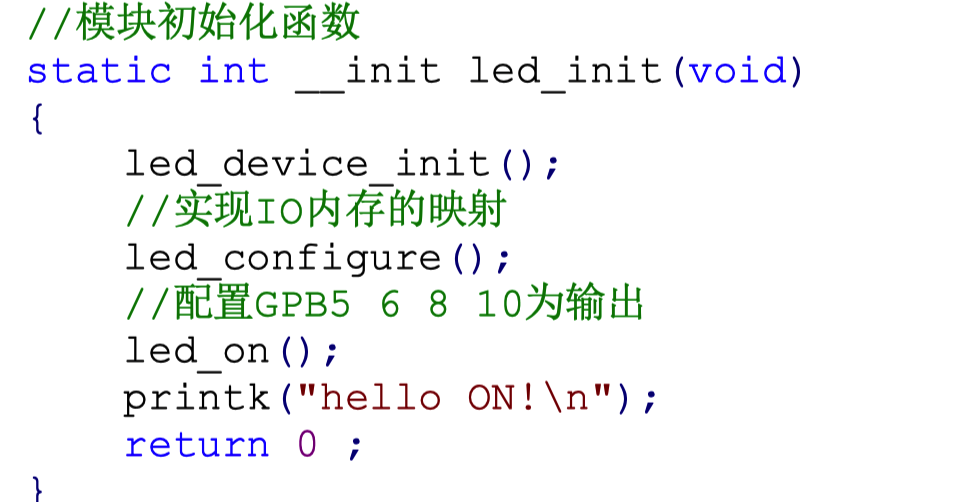 //模块初始化函数
static int __init led_init(void)
{
    led_device_init();
    //实现IO内存的映射
    led_configure();
    //配置GPB5 6 8 10为输出
    led_on();
    printk("hello ON!\n");
    return 0 ;
}